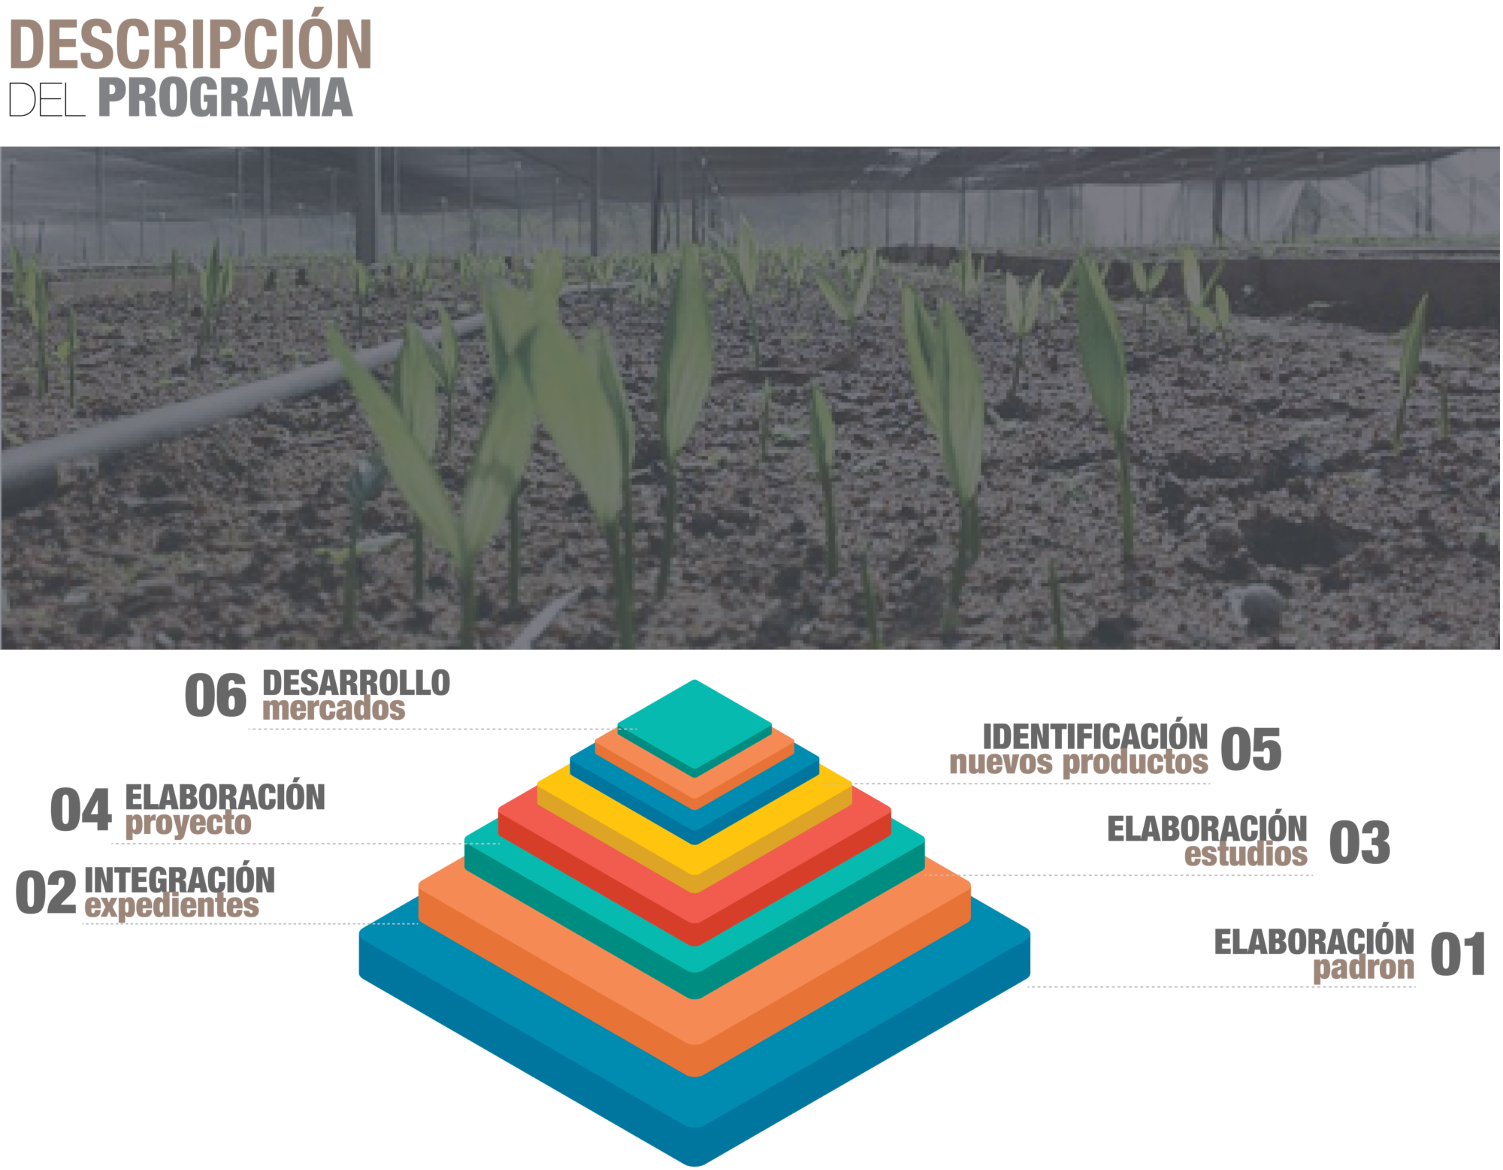 DESCRIPCIÓN
DEL PROGRAMA
06 DESARROLLO
mercados
IDENTIFICACIÓN 05
nuevos productos
04 ELABORACIÓN
proyecto
ELABORACIÓN 03
estudios
02 INTEGRACIÓN
expedientes
ELABORACIÓN 01
padron